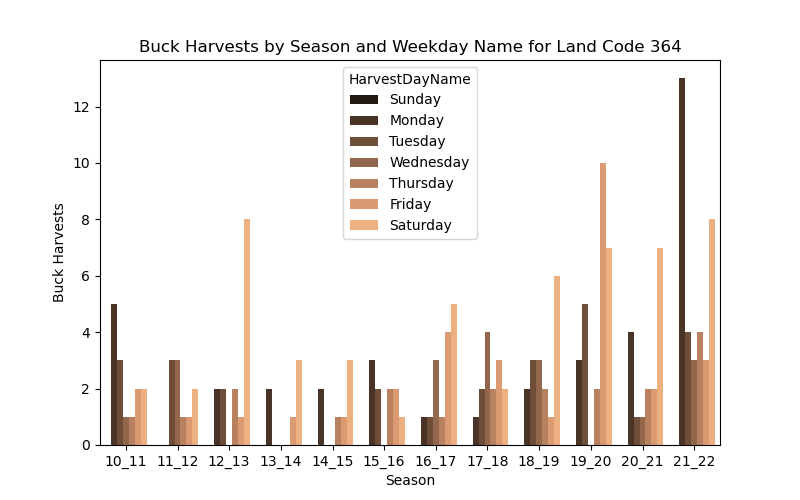 Buck Harvests by Season and Weekday Name for Land Code 364
HarvestDayName
Sunday
Monday
Tuesday
Wednesday
Thursday
Friday
Saturday
12
10
8
6
4
2
0
Buck Harvests
10_11 11_12 12_13 13_14 14_15 15_16 16_17 17_18 18_19 19_20 20_21 21_22
Season